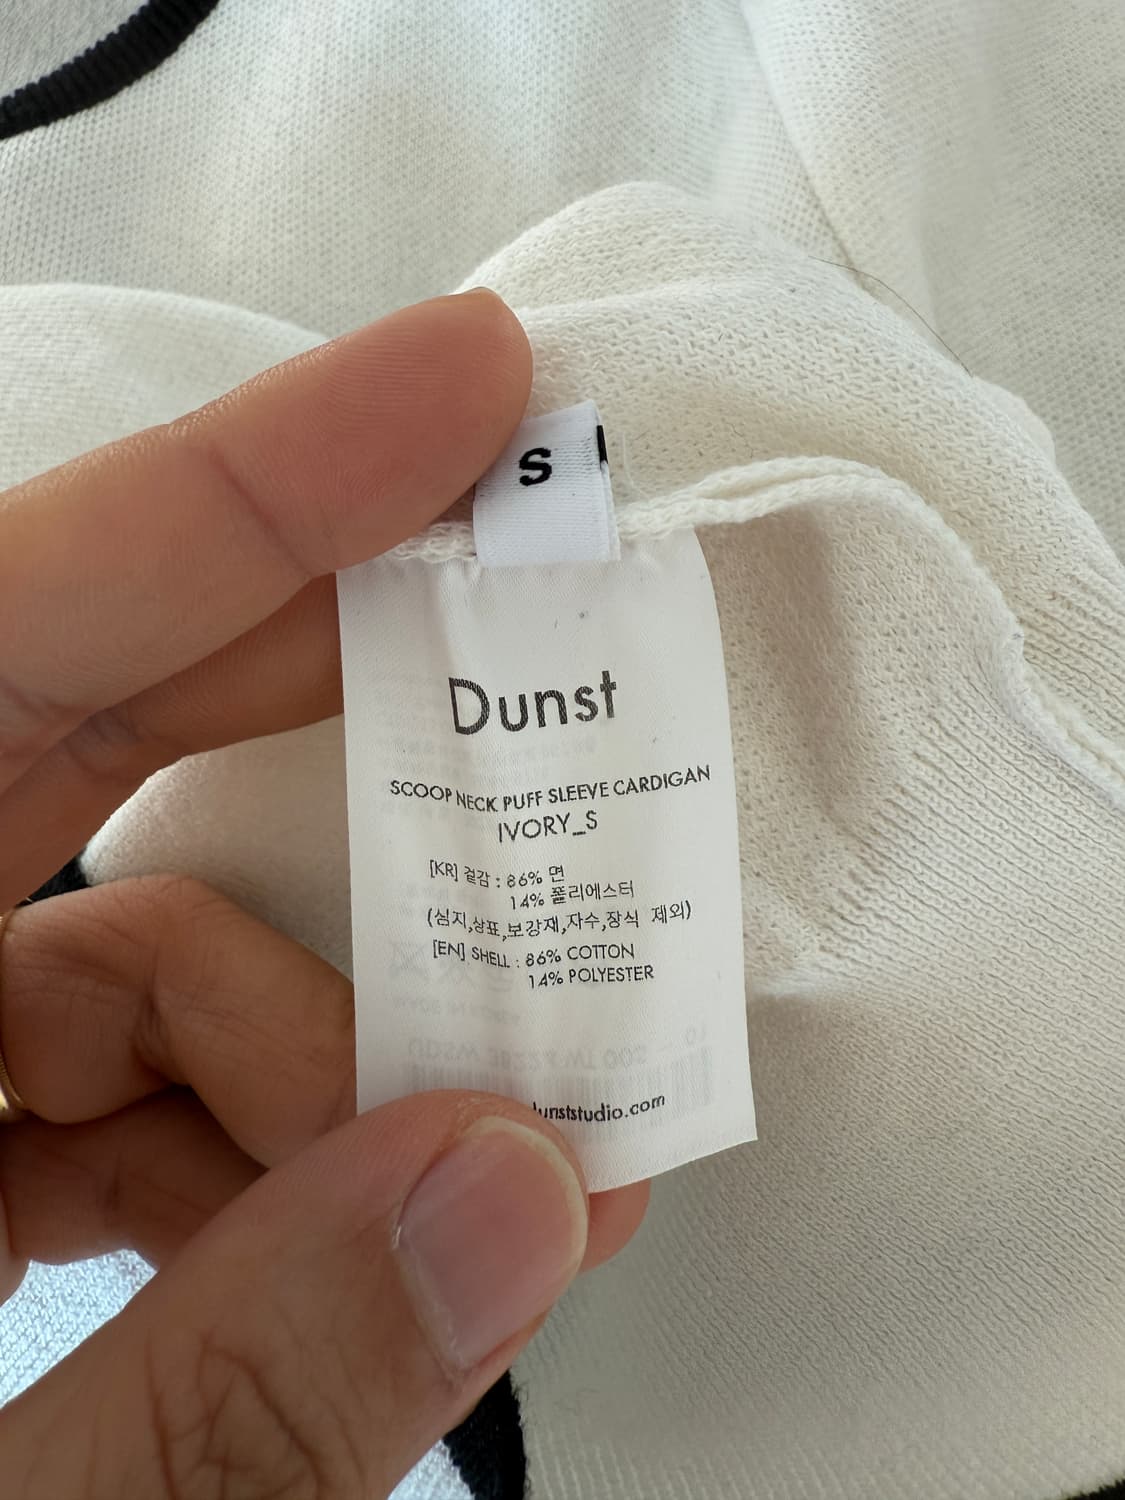 S
Dunst
SCOOP NECK PUFF SLEEVE CARDIGAN
IVORY_S
[KR] 겉감 : 86% 면
14% 폴리에스터
(심지,상표,보강재,자수,장식 제외)
[EN] SHELL : 86% COTTON
14% POLYESTER